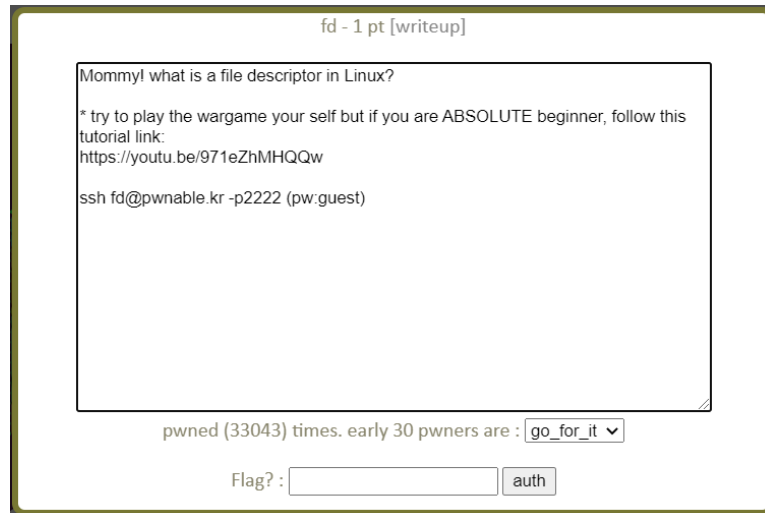 fd - 1 pt [writeup]
Mommy! what is a file descriptor in Linux?
* try to play the wargame your self but if you are ABSOLUTE beginner, follow this
tutorial link:
https://youtu.be/971eZhMHQQw
ssh fd@pwnable.kr -p2222 (pw:guest)
pwned (33043) times. early 30 pwners are : go_for_it
Flag? : auth